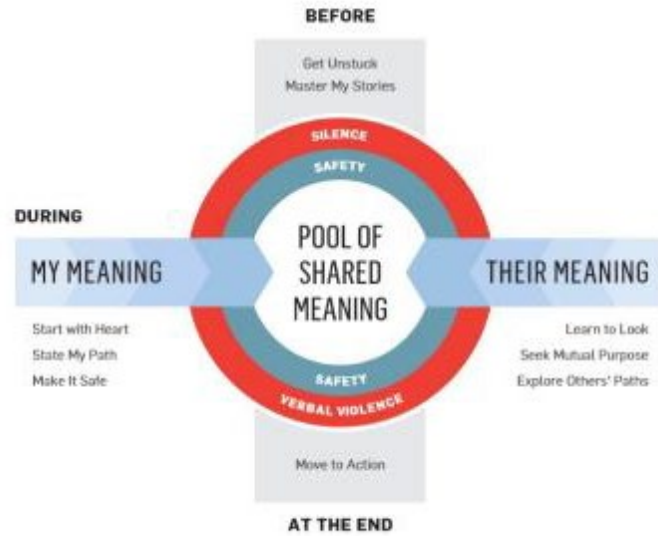 BEFORE
Get Unstuck
Master My Stories
SILENCE
SAFETY
DURING
MY MEANING
POOL OF
SHARED
MEANING
THEIR MEANING
Start with Heart
State My Path
Make It Safe
Learn to Look
Seek Mutual Purpose
Explore Others' Paths
SAFETY
VERBAL VIOLENCE
Move to Action
AT THE END